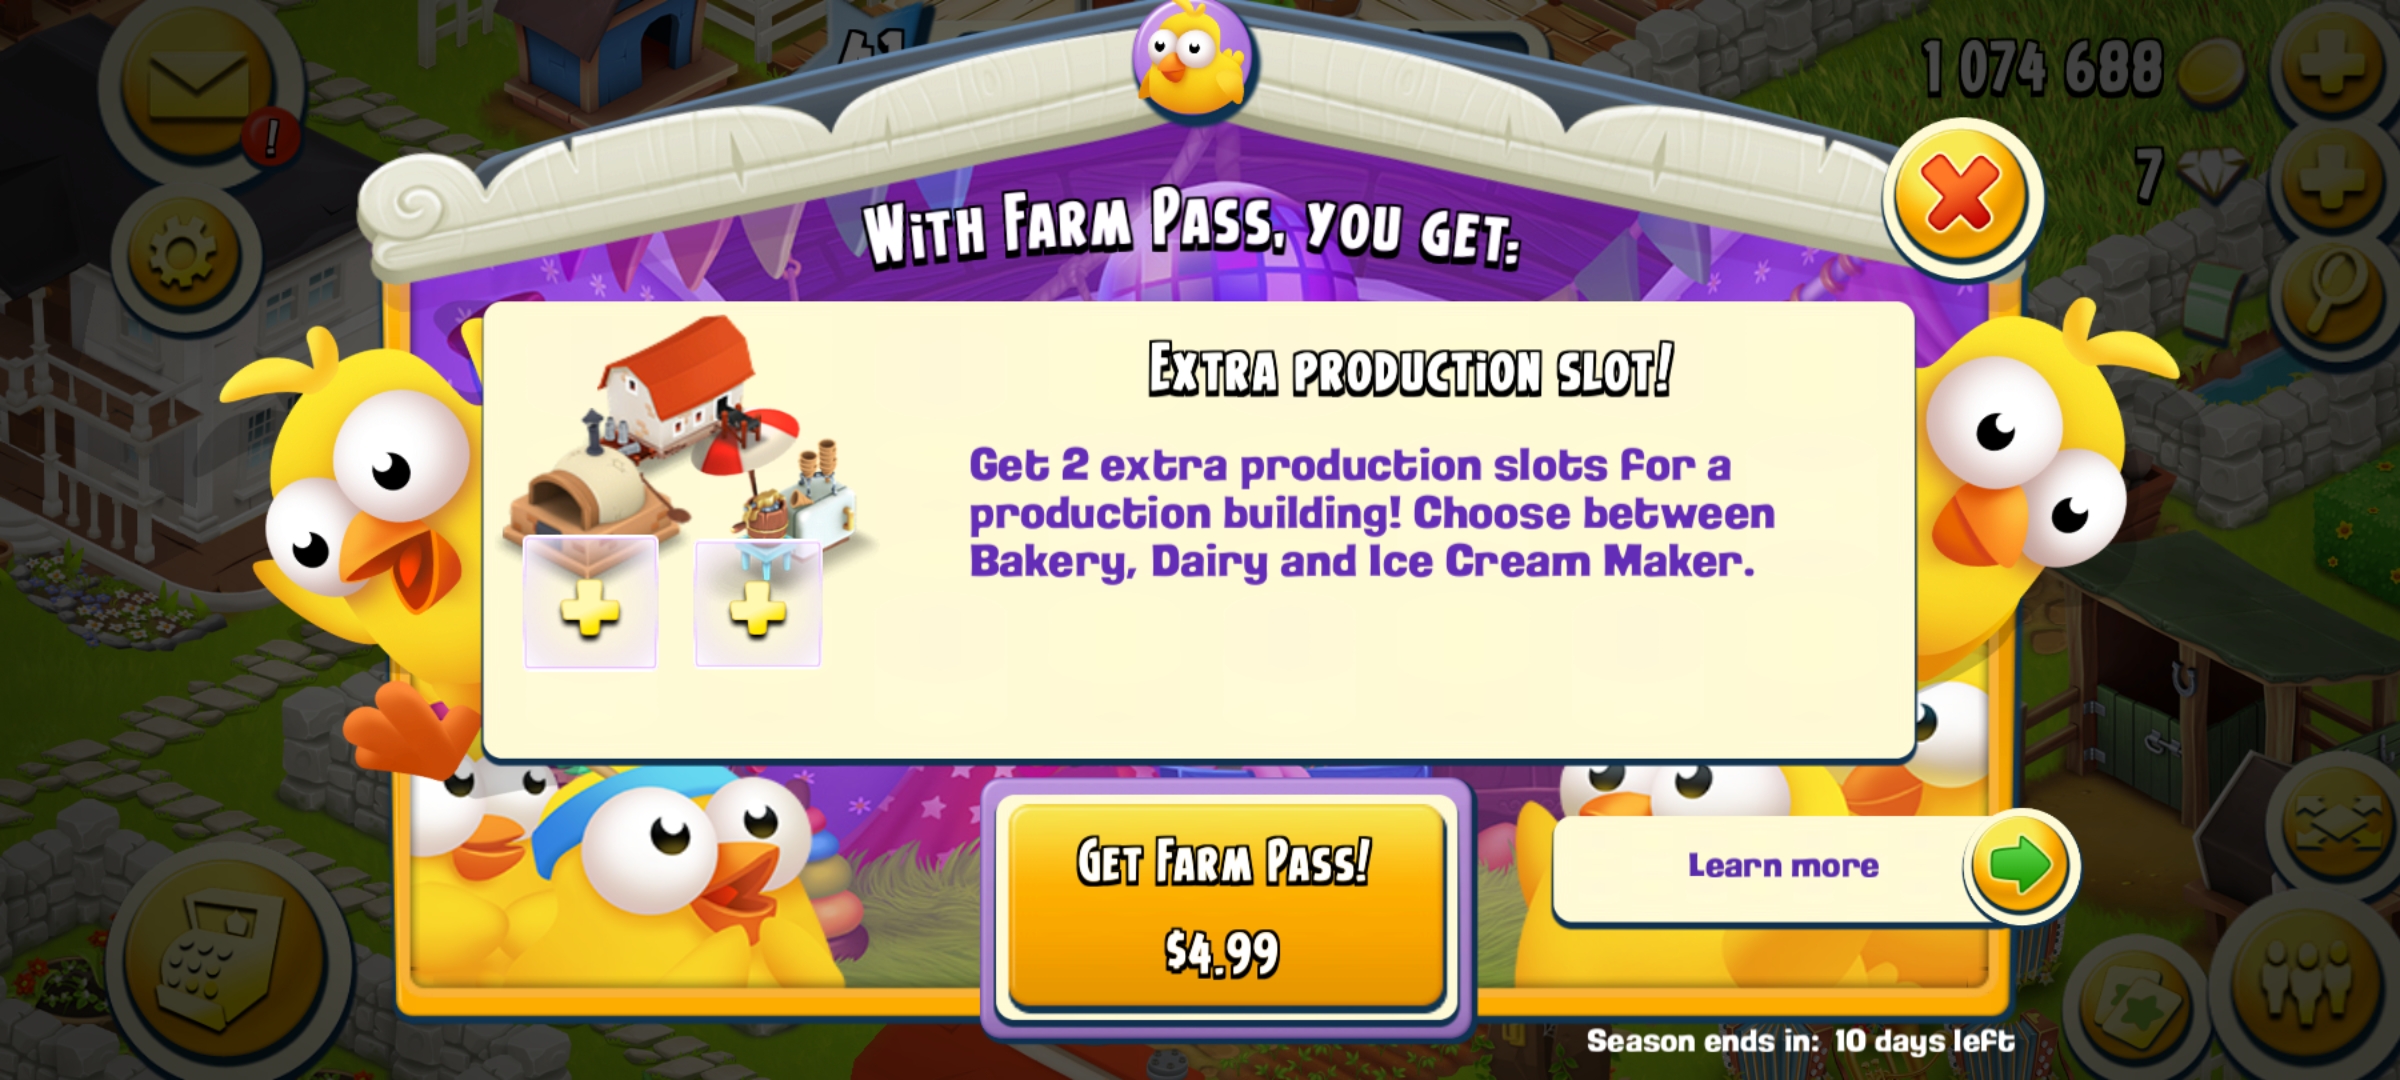 41
1 074 688
7
!
WiTH FARM PASS, YOU GET:
EXTRA PRODUCTiON SLOT!
Get 2 extra production slots for a
production building! Choose between
Bakery, Dairy and Ice Cream Maker.
GET FARM PASS!
$4.99
Learn more
Season ends in: 10 days left